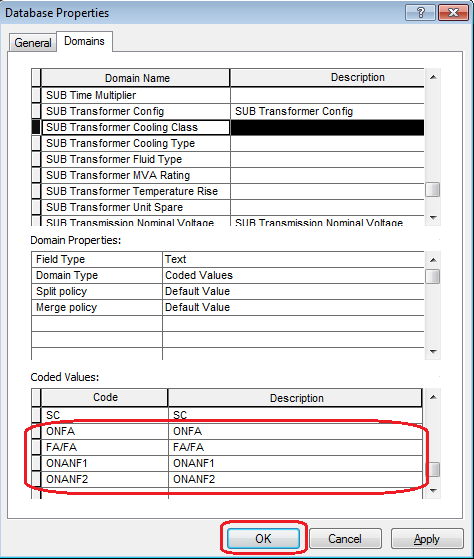 Database Properties
General Domains
Domain Name Description
SUB Time Multiplier
SUB Transformer Config SUB Transformer Config
SUB Transformer Cooling Class
SUB Transformer Cooling Type
SUB Transformer Fluid Type
SUB Transformer MVA Rating
SUB Transformer Temperature Rise
SUB Transformer Unit Spare
SUB Transmission Nominal Voltage SUB Transmission Nominal Voltage
Domain Properties:
Field Type Text
Domain Type Coded Values
Split policy Default Value
Merge policy Default Value
Coded Values:
Code Description
SC SC
ONFA ONFA
FA/FA FA/FA
ONANF1 ONANF1
ONANF2 ONANF2
OK Cancel Apply